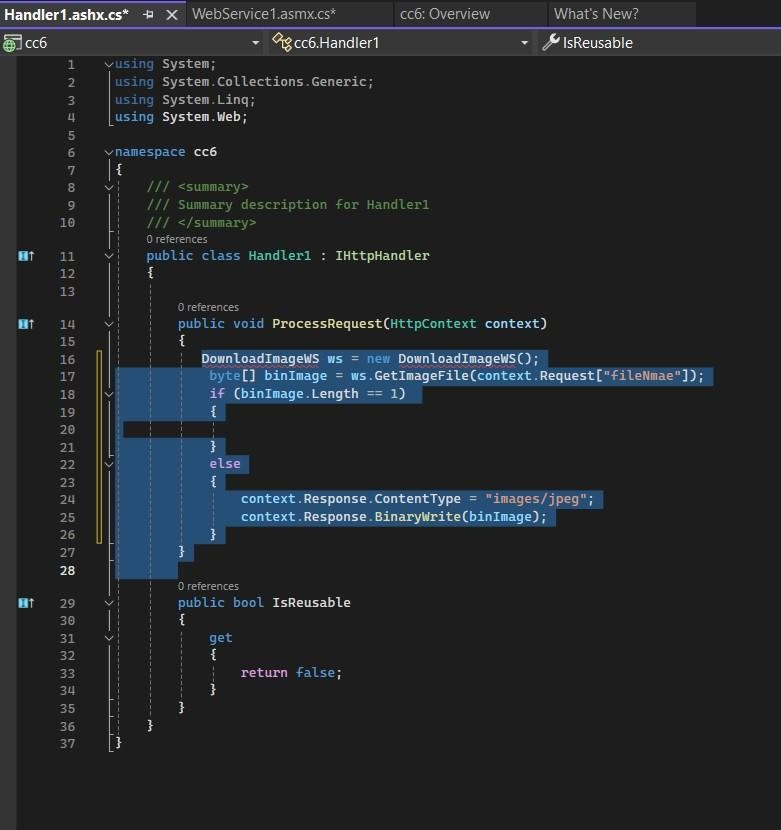 Handler1.ashx.cs* WebService1.asmx.cs* cc6: Overview What's New?
cc6 cc6.Handler1 IsReusable
1 using System;
2 using System.Collections.Generic;
3 using System.Linq;
4 using System.Web;
5
6 namespace cc6
7 {
8 /// <summary>
9 /// Summary description for Handler1
10 /// </summary>
0 references
11 public class Handler1 : IHttpHandler
12 {
13
0 references
14 public void ProcessRequest(HttpContext context)
15 {
16 DownloadImageWS ws = new DownloadImageWS();
17 byte[] binImage = ws.GetImageFile(context.Request["fileNmae"]);
18 if (binImage.Length == 1)
19 {
20
21 }
22 else
23 {
24 context.Response.ContentType = "images/jpeg";
25 context.Response.BinaryWrite(binImage);
26 }
27 }
28
0 references
29 public bool IsReusable
30 {
31 get
32 {
33 return false;
34 }
35 }
36 }
37 }